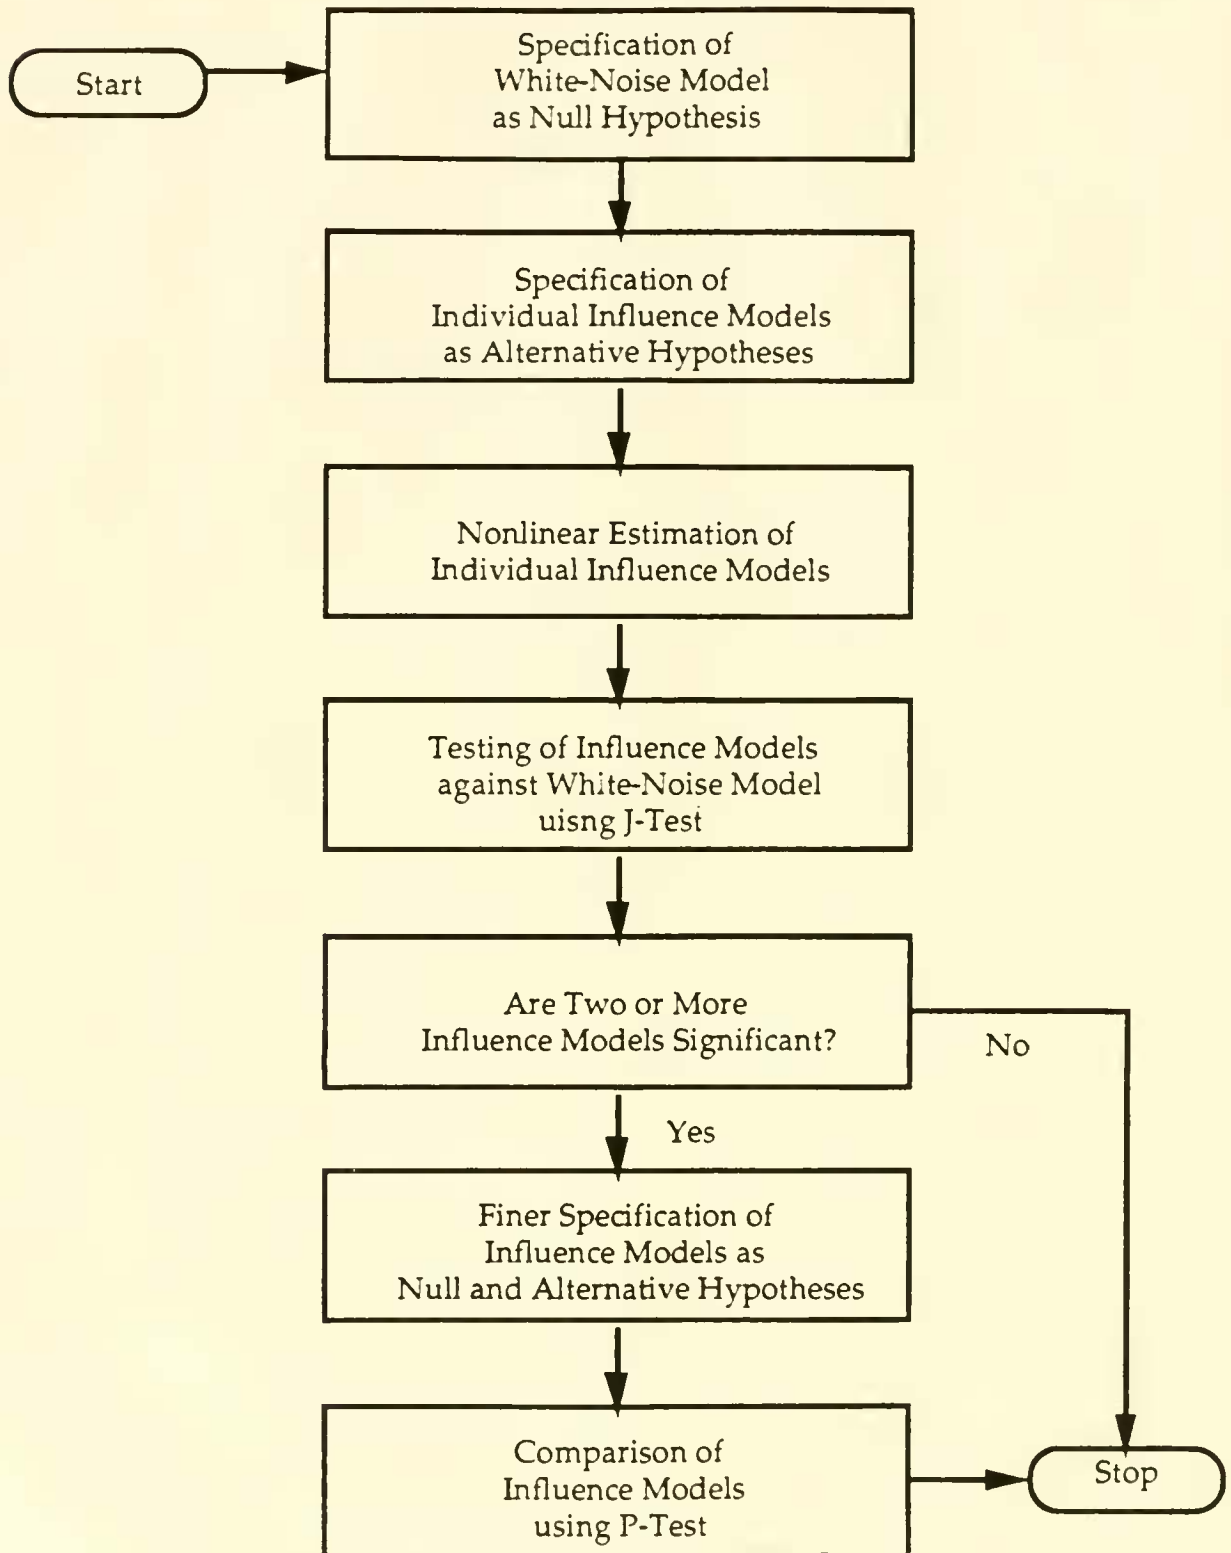 Start
Specification of
White-Noise Model
as Null Hypothesis
Specification of
Individual Influence Models
as Alternative Hypotheses
Nonlinear Estimation of
Individual Influence Models
Testing of Influence Models
against White-Noise Model
uisng J-Test
Are Two or More
Influence Models Significant?
No
Yes
Finer Specification of
Influence Models as
Null and Alternative Hypotheses
Comparison of
Influence Models
using P-Test
Stop